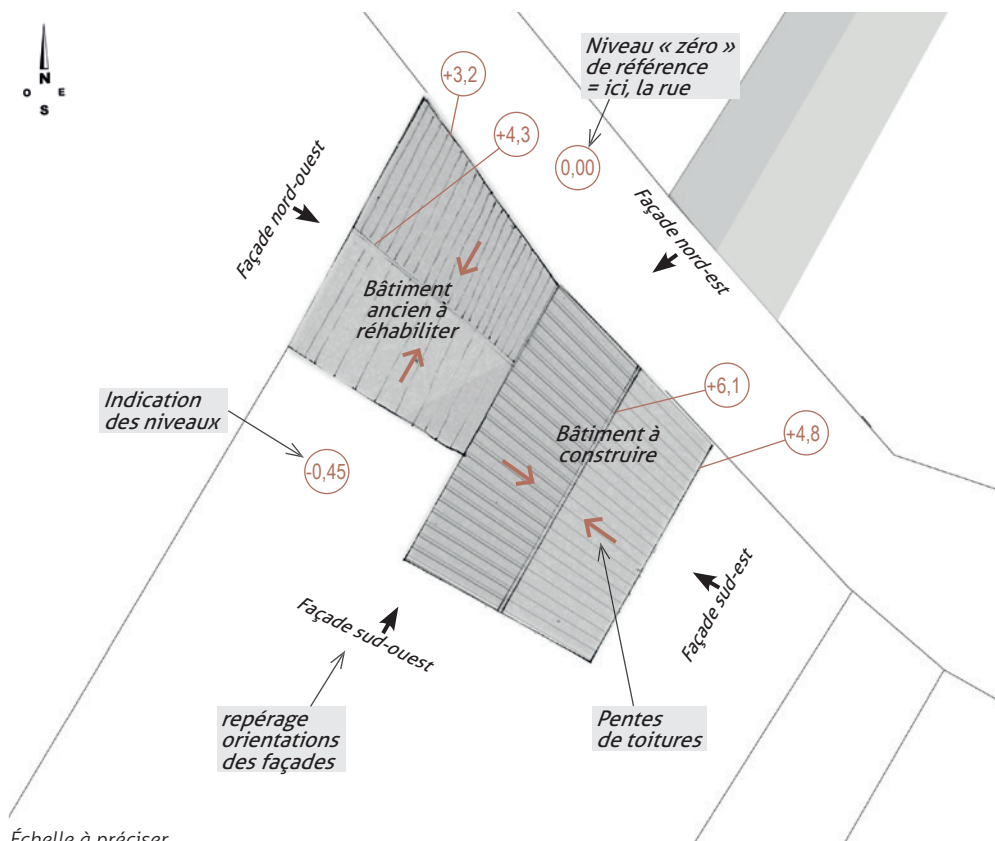 N
O E
S
Niveau « zéro »
de référence
= ici, la rue
+3,2
+4,3
0,00
Façade nord-ouest
Façade nord-est
Bâtiment
ancien à
réhabiliter
Indication
des niveaux
-0,45
+6,1
+4,8
Bâtiment à
construire
Façade sud-est
Façade sud-ouest
repérage
orientations
des façades
Pentes
de toitures
Échelle à préciser